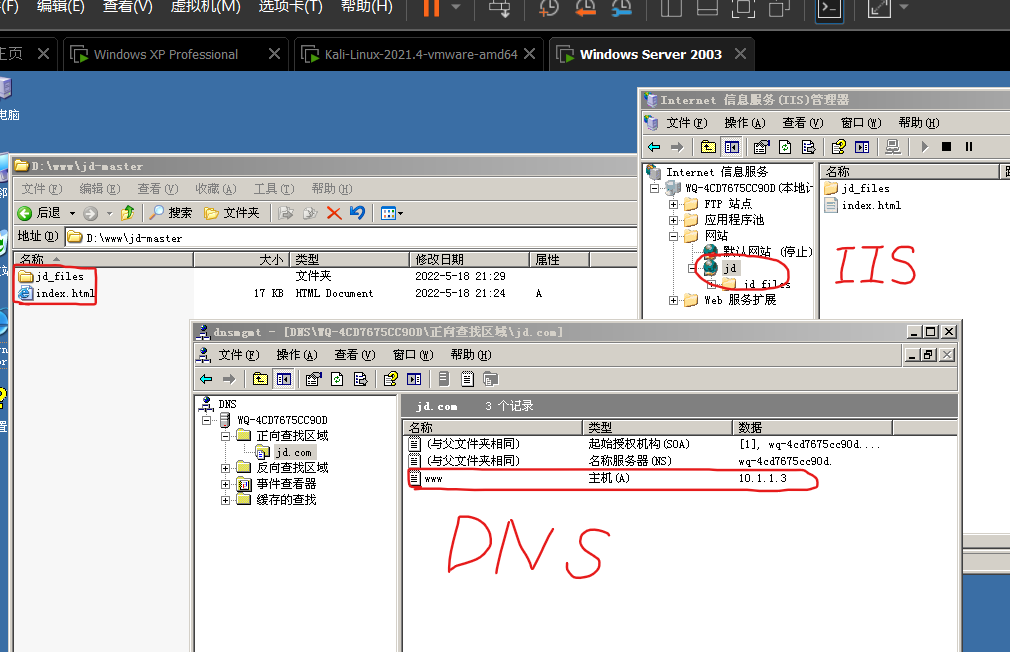 (F) 编辑(E) 查看(V) 虚拟机(M) 选项卡(T) 帮助(H)
主页 Windows XP Professional Kali-Linux-2021.4-vmware-amd64 Windows Server 2003
电脑
D:\www\jd-master
文件(F) 编辑(E) 查看(V) 收藏(A) 工具(T) 帮助(H)
后退 搜索 文件夹
地址(D) D:\www\jd-master
名称 大小 类型 修改日期 属性
jd_files 文件夹 2022-5-18 21:29
index.html 17 KB HTML Document 2022-5-18 21:24 A
Internet 信息服务(IIS)管理器
文件(F) 操作(A) 查看(V) 窗口(W) 帮助(H)
Internet 信息服务
WQ-4CD7675CC90D(本地计
FTP 站点
应用程序池
网站
默认网站 (停止)
jd
jd_files
Web 服务扩展
名称
jd_files
index.html
IIS
dnsmgmt - [DNS\WQ-4CD7675CC90D\正向查找区域\jd.com]
文件(F) 操作(A) 查看(V) 窗口(W) 帮助(H)
DNS
WQ-4CD7675CC90D
正向查找区域
jd.com
反向查找区域
事件查看器
缓存的查找
jd.com 3 个记录
名称 类型 数据
(与父文件夹相同) 起始授权机构(SOA) [1], wq-4cd7675cc90d....
(与父文件夹相同) 名称服务器(NS) wq-4cd7675cc90d.
www 主机(A) 10.1.1.3
DNS